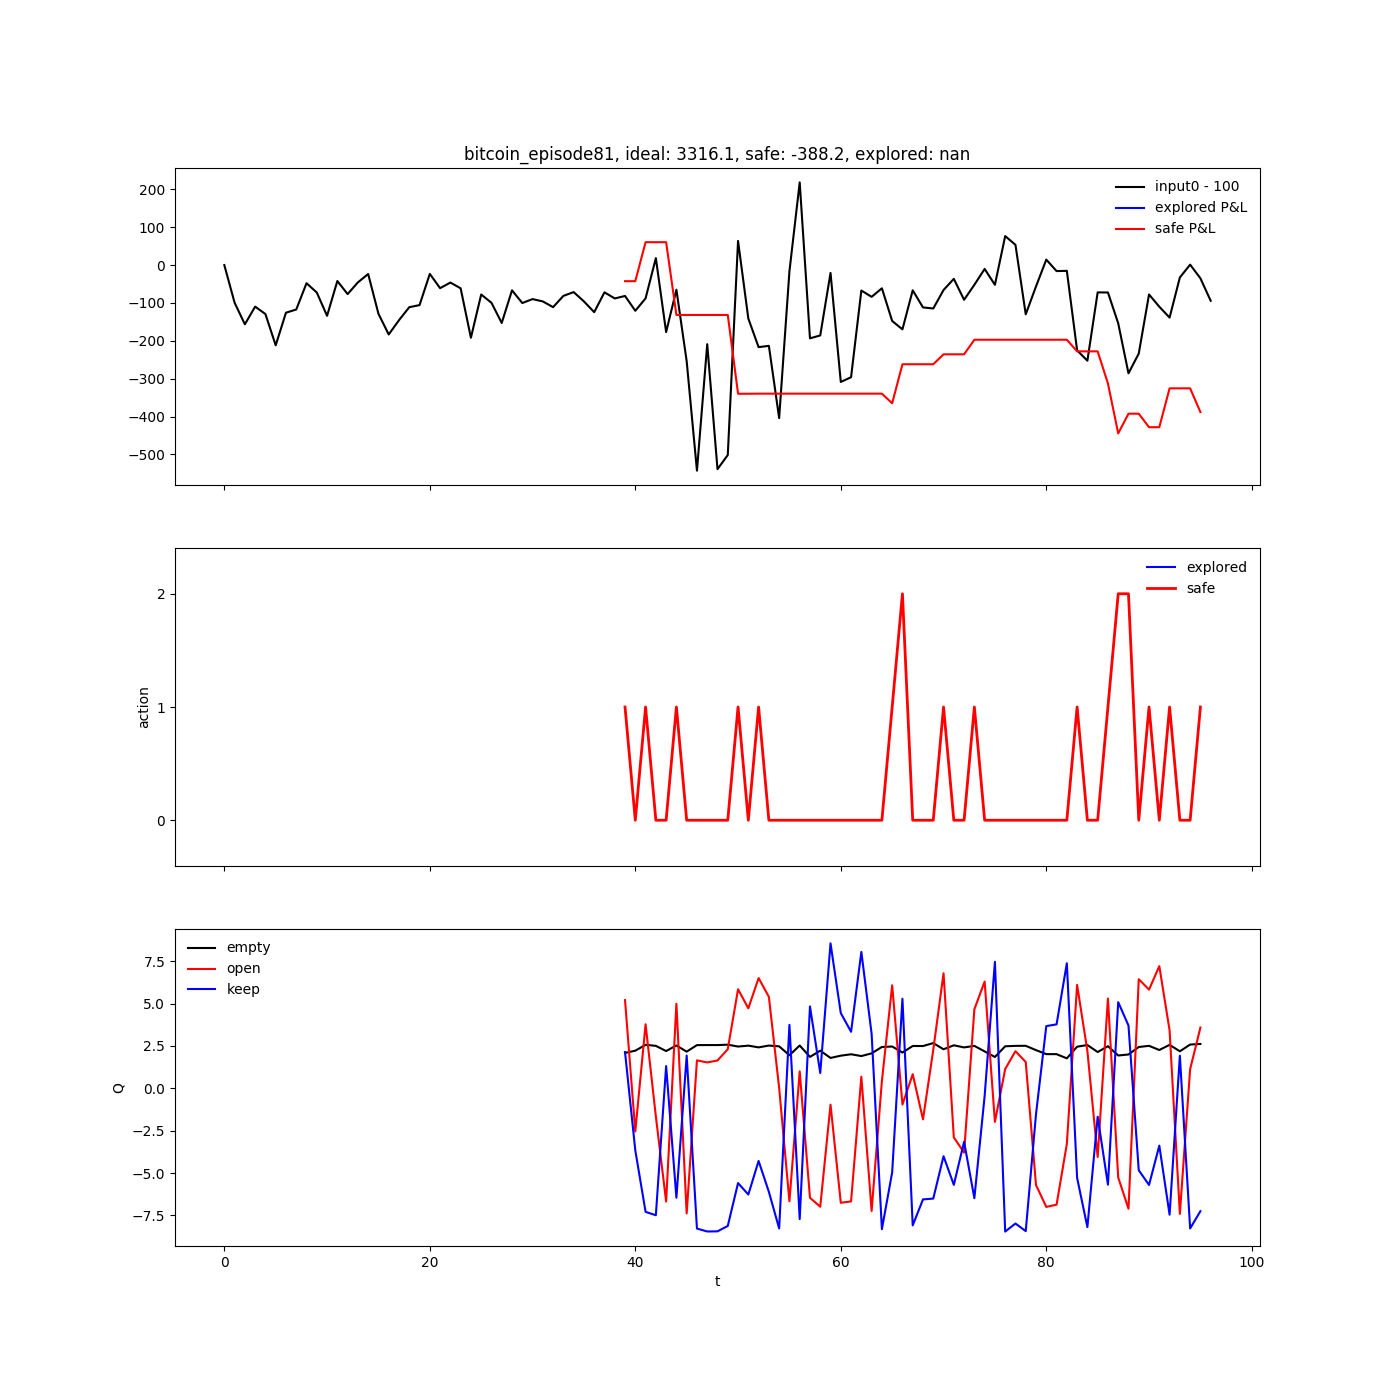 bitcoin_episode81, ideal: 3316.1, safe: -388.2, explored: nan
input0 - 100
explored P&L
safe P&L
200
100
0
−100
−200
−300
−400
−500
explored
safe
2
1
0
action
empty
open
keep
7.5
5.0
2.5
0.0
−2.5
−5.0
−7.5
Q
0 20 40 60 80 100
t